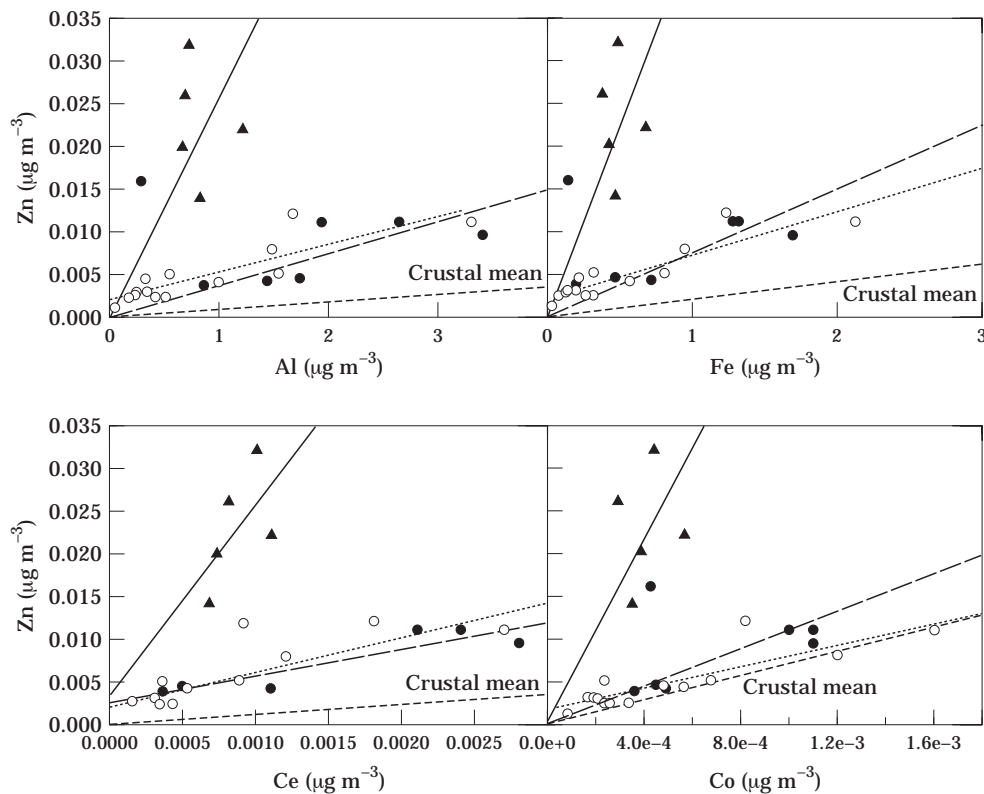 0.035
0.030
0.025
0.020
0.015
0.010
0.005
0.000
Zn (μg m⁻³)
Crustal mean
0 1 2 3
Al (μg m⁻³)
Crustal mean
0 1 2 3
Fe (μg m⁻³)
0.035
0.030
0.025
0.020
0.015
0.010
0.005
0.000
Zn (μg m⁻³)
Crustal mean
0.0000 0.0005 0.0010 0.0015 0.0020 0.0025
Ce (μg m⁻³)
Crustal mean
0.0e+0 4.0e−4 8.0e−4 1.2e−3 1.6e−3
Co (μg m⁻³)